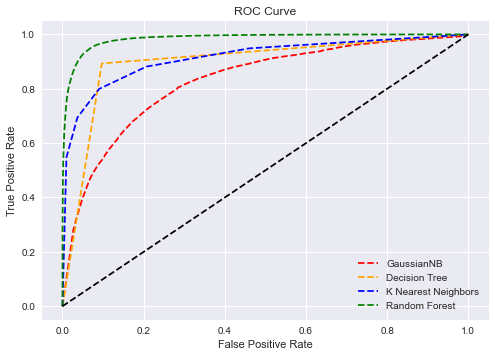 ROC Curve
True Positive Rate
1.0
0.8
0.6
0.4
0.2
0.0
GaussianNB
Decision Tree
K Nearest Neighbors
Random Forest
0.0 0.2 0.4 0.6 0.8 1.0
False Positive Rate